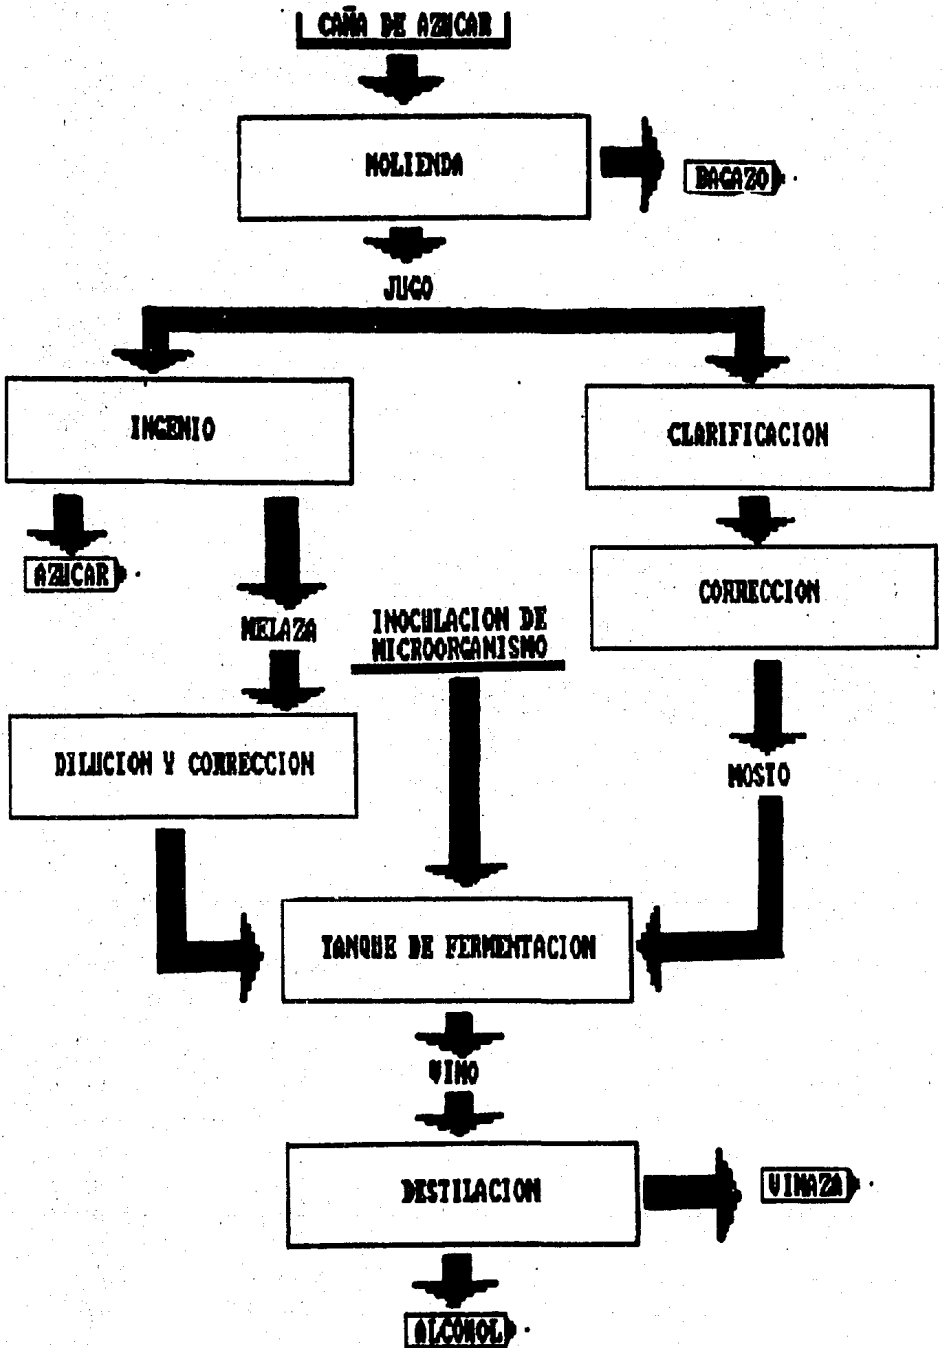 CAÑA DE AZUCAR
MOLIENDA
BAGAZO
JUGO
INGENIO
CLARIFICACION
AZUCAR
CORRECCION
MELAZA
INOCULACION DE
MICROORGANISMO
DILUCION Y CORRECCION
MOSTO
TANQUE DE FERMENTACION
VINO
DESTILACION
VINAZA
ALCOHOL